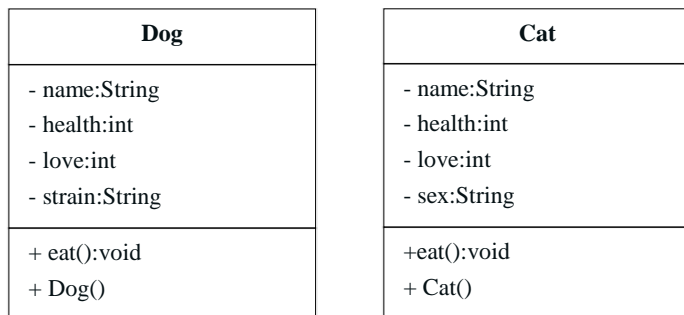 Dog
- name:String
- health:int
- love:int
- strain:String
+ eat():void
+ Dog()
Cat
- name:String
- health:int
- love:int
- sex:String
+eat():void
+ Cat()